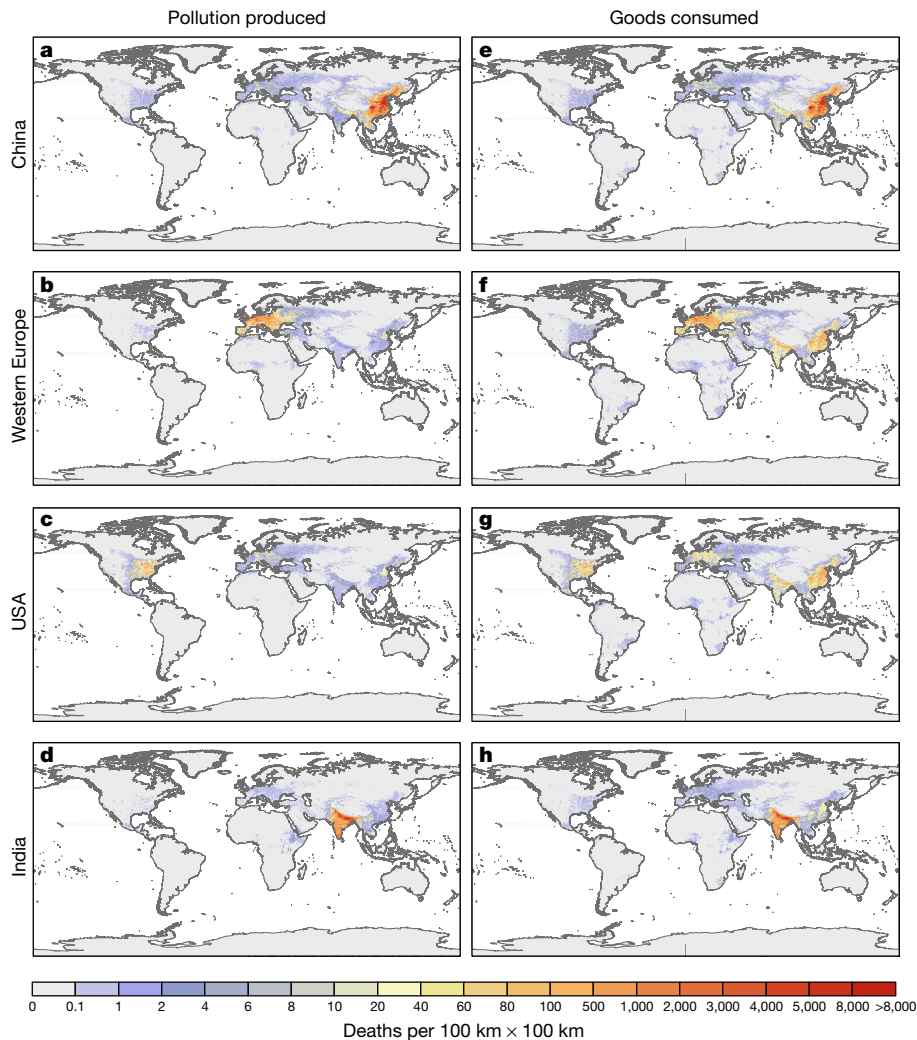 Pollution produced
Goods consumed
a
e
China
b
f
Western Europe
c
g
USA
d
h
India
0 0.1 1 2 4 6 8 10 20 40 60 80 100 500 1,000 2,000 3,000 4,000 5,000 8,000 >8,000
Deaths per 100 km × 100 km